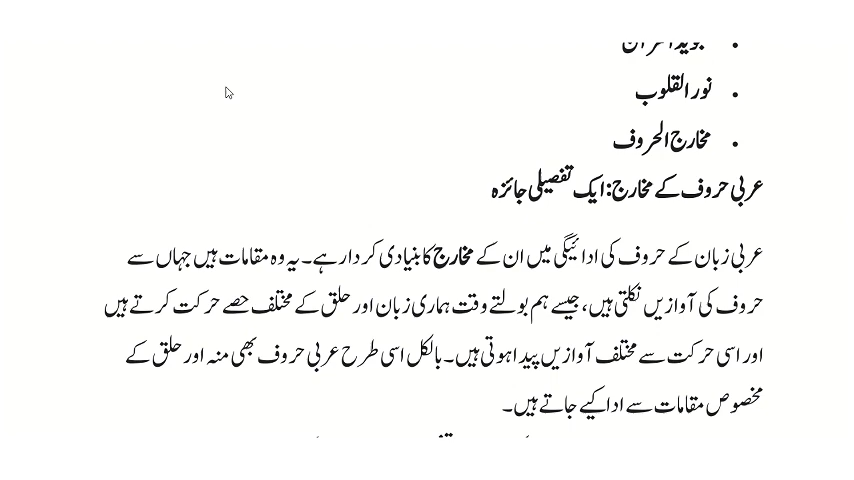 • نور القلوب
• مخارج الحروف
عربی حروف کے مخارج: ایک تفصیلی جائزہ
عربی زبان کے حروف کی ادائیگی میں ان کے مخارج کا بنیادی کردار ہے۔ یہ وہ مقامات ہیں جہاں سے
حروف کی آوازیں نکلتی ہیں، جیسے ہم بولتے وقت ہماری زبان اور حلق کے مختلف حصے حرکت کرتے ہیں
اور اسی حرکت سے مختلف آوازیں پیدا ہوتی ہیں۔ بالکل اسی طرح عربی حروف بھی منہ اور حلق کے
مخصوص مقامات سے ادا کیے جاتے ہیں۔